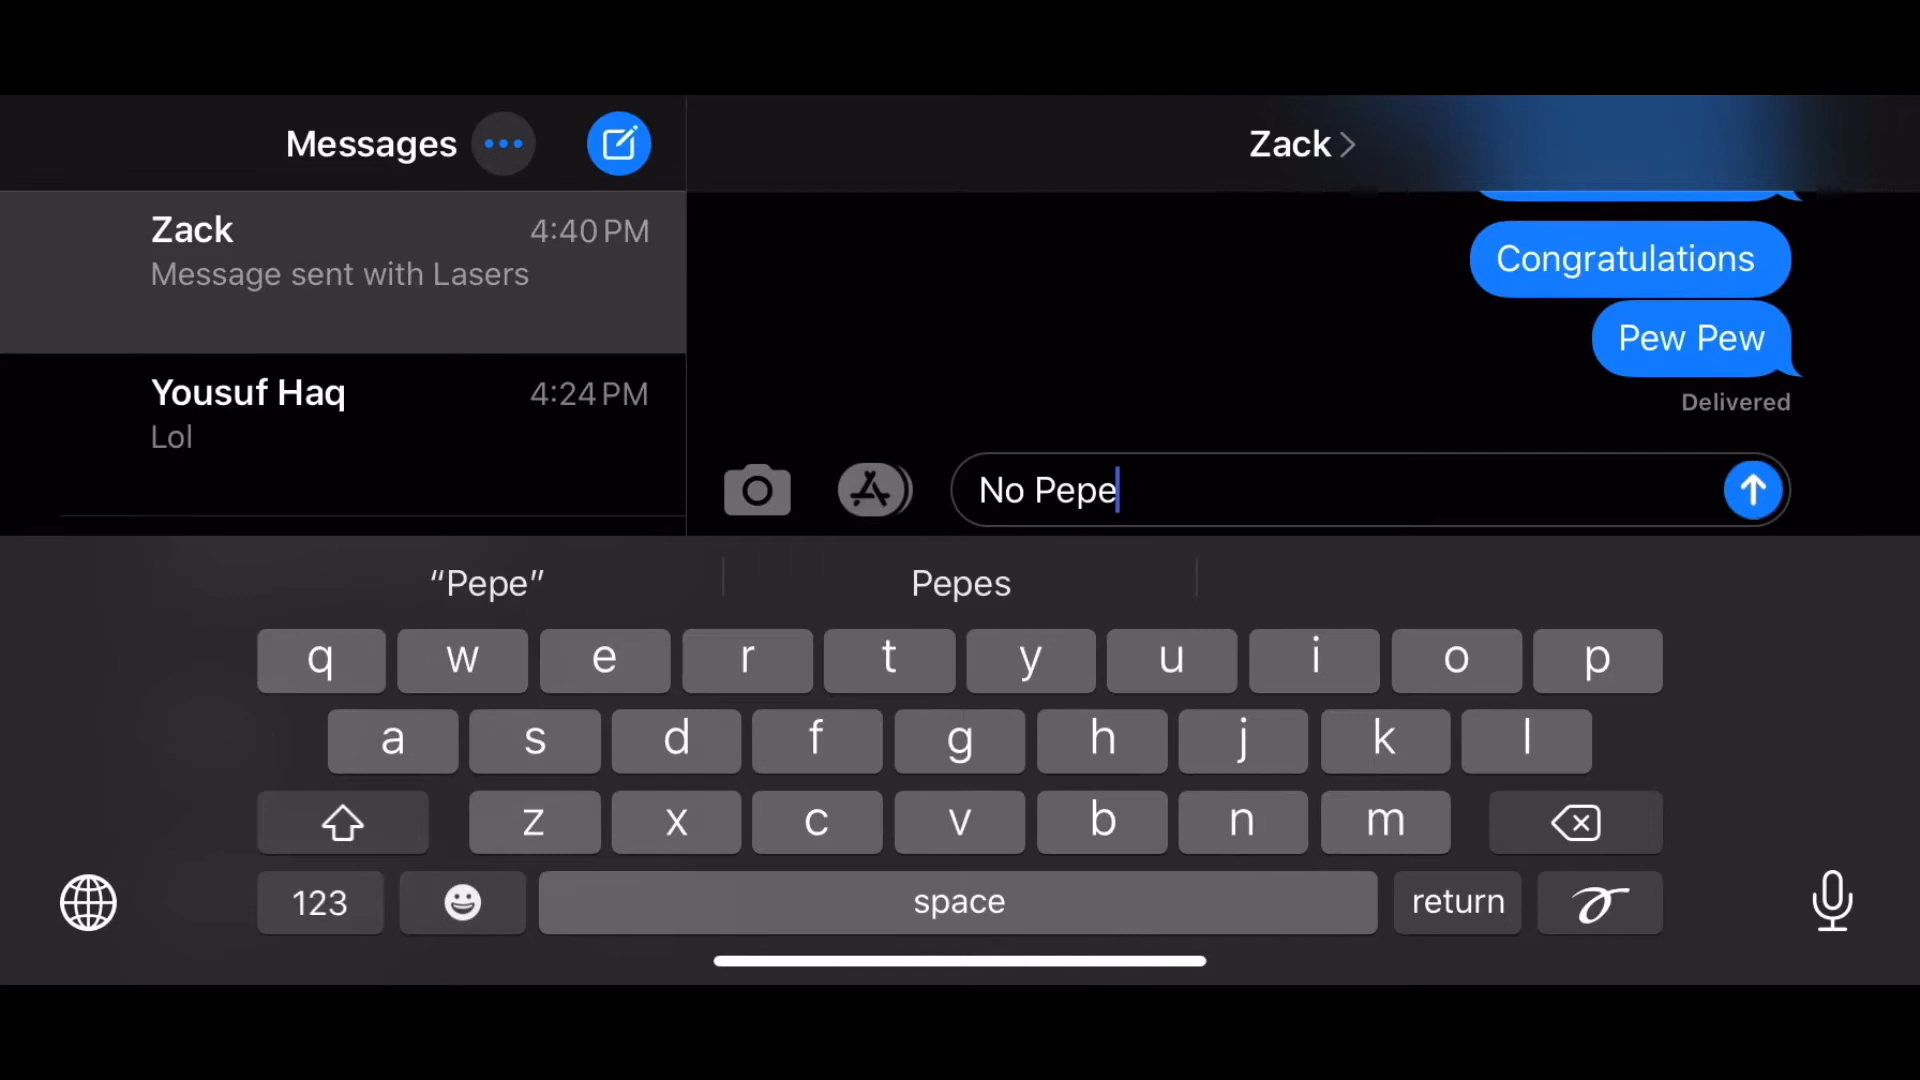 Messages
Zack
Zack 4:40 PM
Message sent with Lasers
Yousuf Haq 4:24 PM
Lol
Congratulations
Pew Pew
Delivered
No Pepe
“Pepe” Pepes
q w e r t y u i o p
a s d f g h j k l
z x c v b n m
123 space return